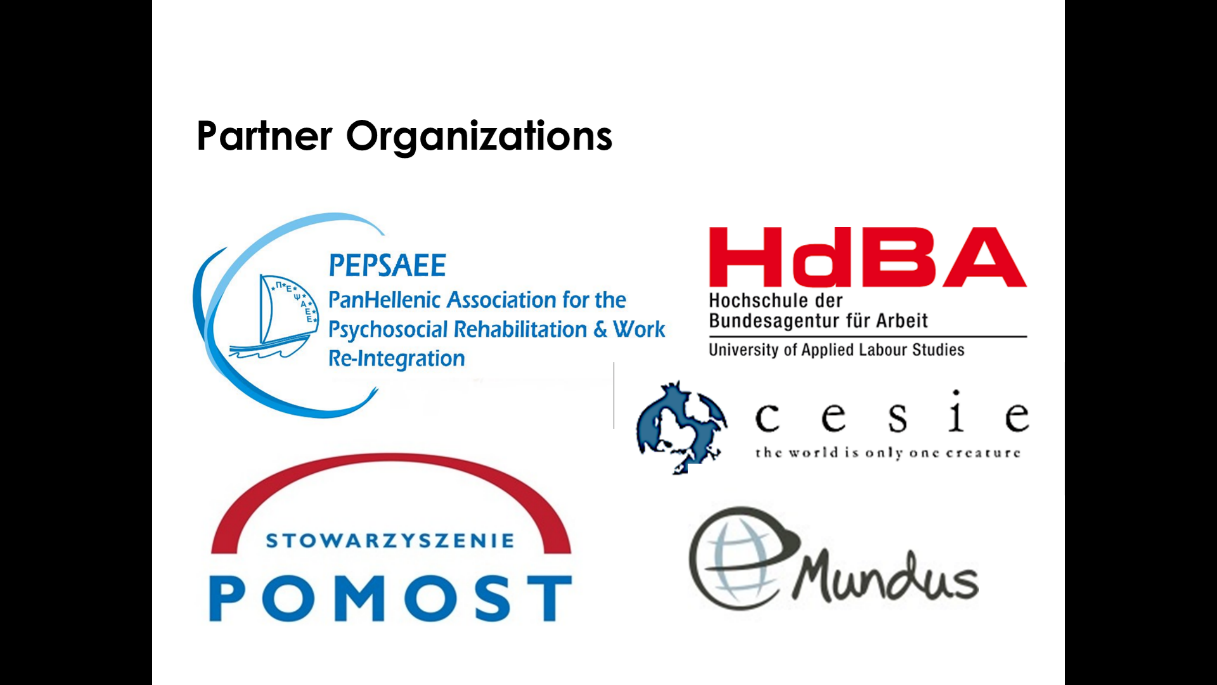 Partner Organizations
Π*Ε*Ψ*Α*Ε*Ε*
PEPSAEE
PanHellenic Association for the
Psychosocial Rehabilitation & Work
Re-Integration
HdBA
Hochschule der
Bundesagentur für Arbeit
University of Applied Labour Studies
cesie
the world is only one creature
STOWARZYSZENIE
POMOST
Mundus